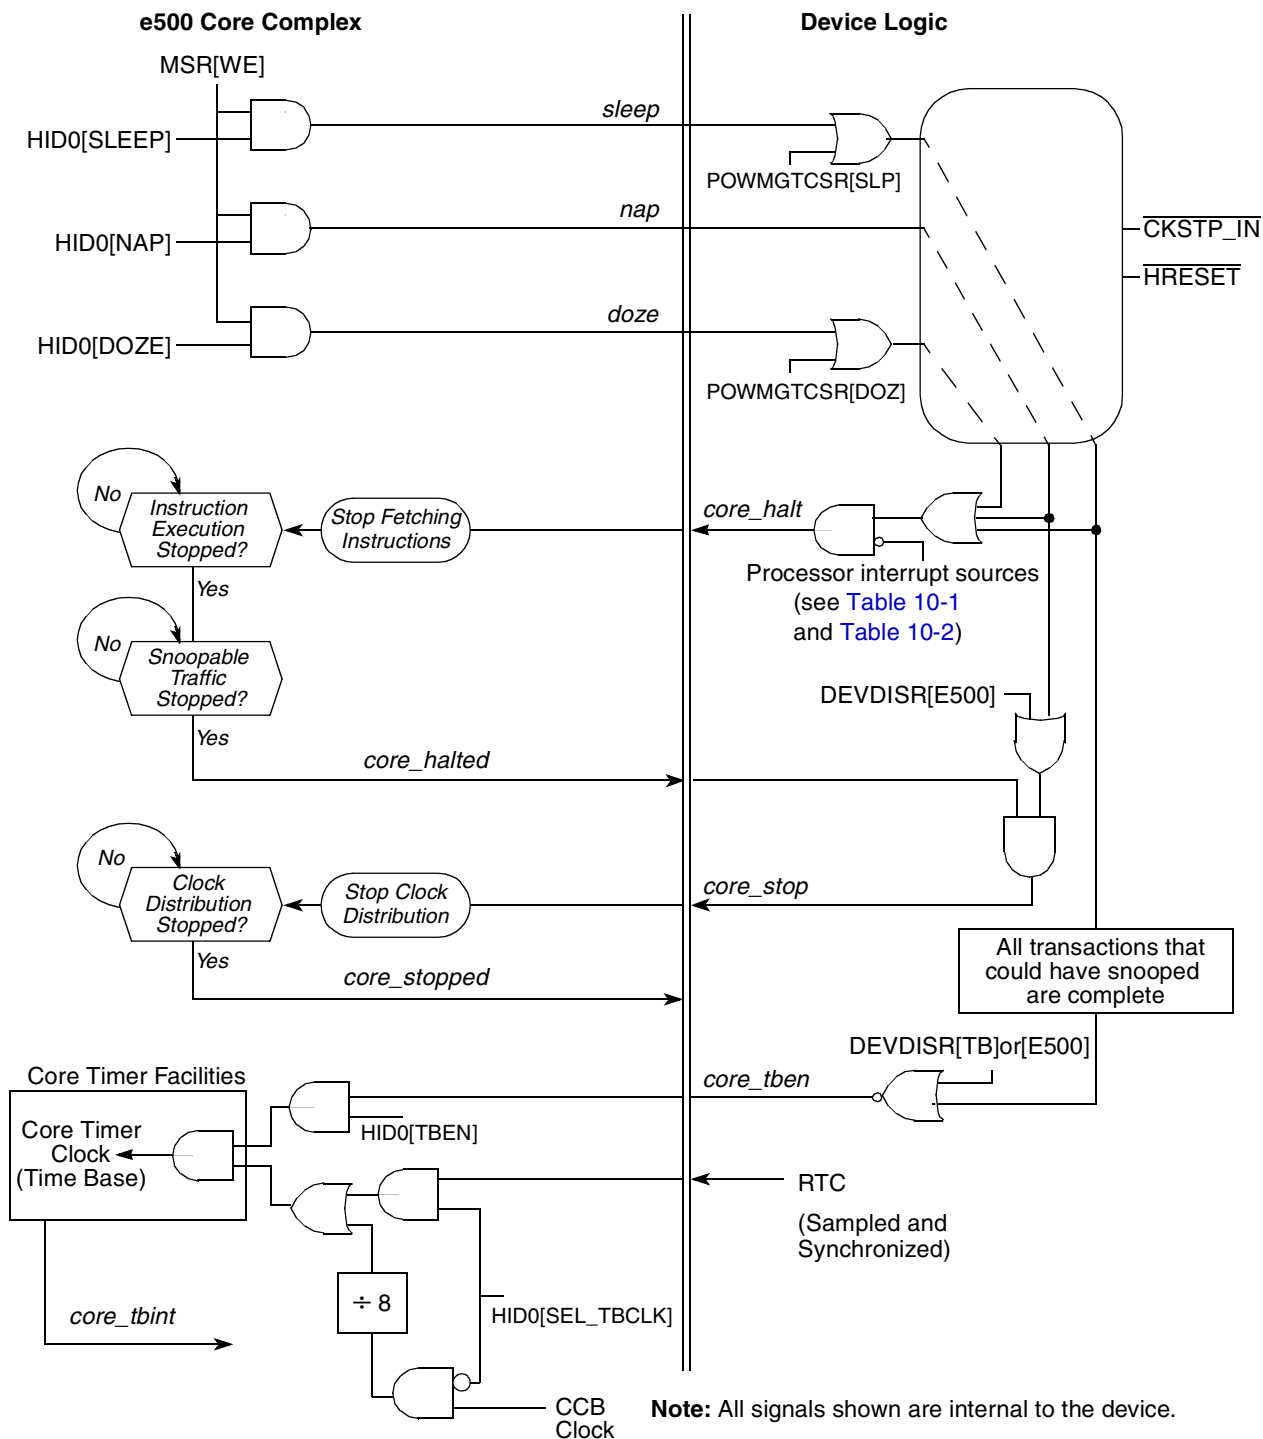 e500 Core Complex
Device Logic
MSR[WE]
sleep
HID0[SLEEP]
POWMGTCSR[SLP]
nap
HID0[NAP]
CKSTP_IN
HRESET
doze
HID0[DOZE]
POWMGTCSR[DOZ]
No
Instruction
Execution
Stopped?
Stop Fetching
Instructions
core_halt
Processor interrupt sources
(see Table 10-1
and Table 10-2)
Yes
No
Snoopable
Traffic
Stopped?
DEVDISR[E500]
Yes
core_halted
No
Clock
Distribution
Stopped?
Stop Clock
Distribution
core_stop
Yes
core_stopped
All transactions that
could have snooped
are complete
DEVDISR[TB]or[E500]
Core Timer Facilities
core_tben
HID0[TBEN]
Core Timer
Clock
(Time Base)
RTC
(Sampled and
Synchronized)
÷ 8
HID0[SEL_TBCLK]
core_tbint
CCB
Clock
Note: All signals shown are internal to the device.